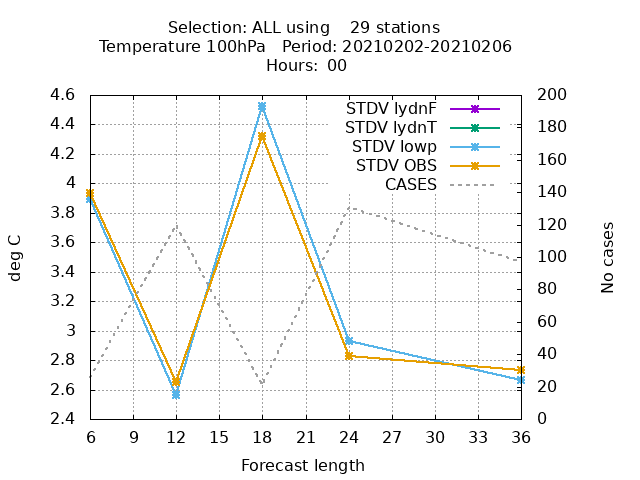 Selection: ALL using    29 stations
Temperature 100hPa   Period: 20210202-20210206
Hours: 00
STDV lydnF
STDV lydnT
STDV lowp
STDV OBS
CASES
4.6
4.4
4.2
4
3.8
3.6
3.4
3.2
3
2.8
2.6
2.4
deg C
200
180
160
140
120
100
80
60
40
20
0
No cases
6 9 12 15 18 21 24 27 30 33 36
Forecast length